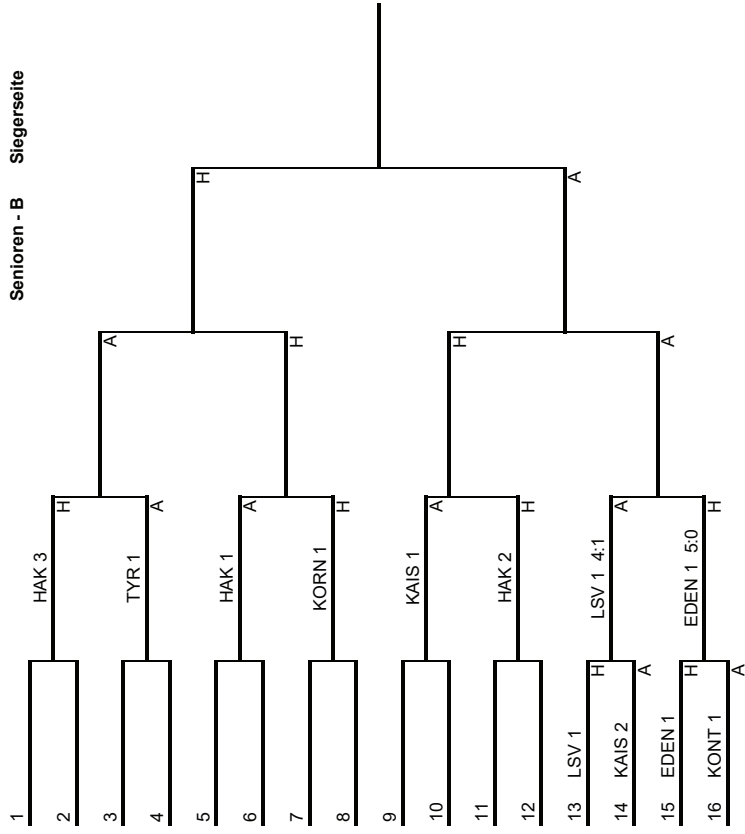 Senioren - B Siegerseite
1
2
HAK 3
H
3
4
TYR 1
A
A
5
6
HAK 1
A
7
8
KORN 1
H
H
H
9
10
KAIS 1
A
11
12
HAK 2
H
H
13 LSV 1
H
14 KAIS 2
A
LSV 1 4:1
A
15 EDEN 1
H
16 KONT 1
A
EDEN 1 5:0
H
A
A